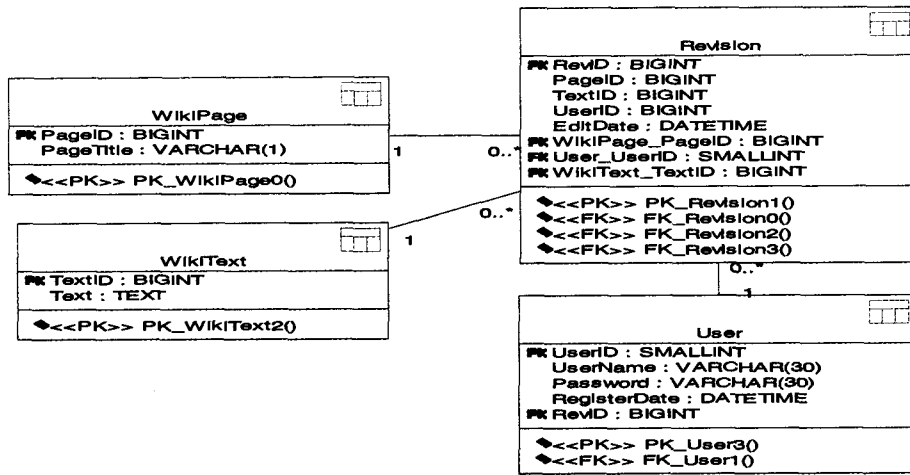 WikiPage
PK PageID : BIGINT
PageTitle : VARCHAR(1)
<<PK>> PK_WikiPage0()
1
0..*
WikiText
PK TextID : BIGINT
Text : TEXT
<<PK>> PK_WikiText2()
1
0..*
Revision
PK RevID : BIGINT
PageID : BIGINT
TextID : BIGINT
UserID : BIGINT
EditDate : DATETIME
FK WikiPage_PageID : BIGINT
FK User_UserID : SMALLINT
FK WikiText_TextID : BIGINT
<<PK>> PK_Revision1()
<<FK>> FK_Revision0()
<<FK>> FK_Revision2()
<<FK>> FK_Revision3()
0..*
1
User
PK UserID : SMALLINT
UserName : VARCHAR(30)
Password : VARCHAR(30)
RegisterDate : DATETIME
FK RevID : BIGINT
<<PK>> PK_User3()
<<FK>> FK_User1()